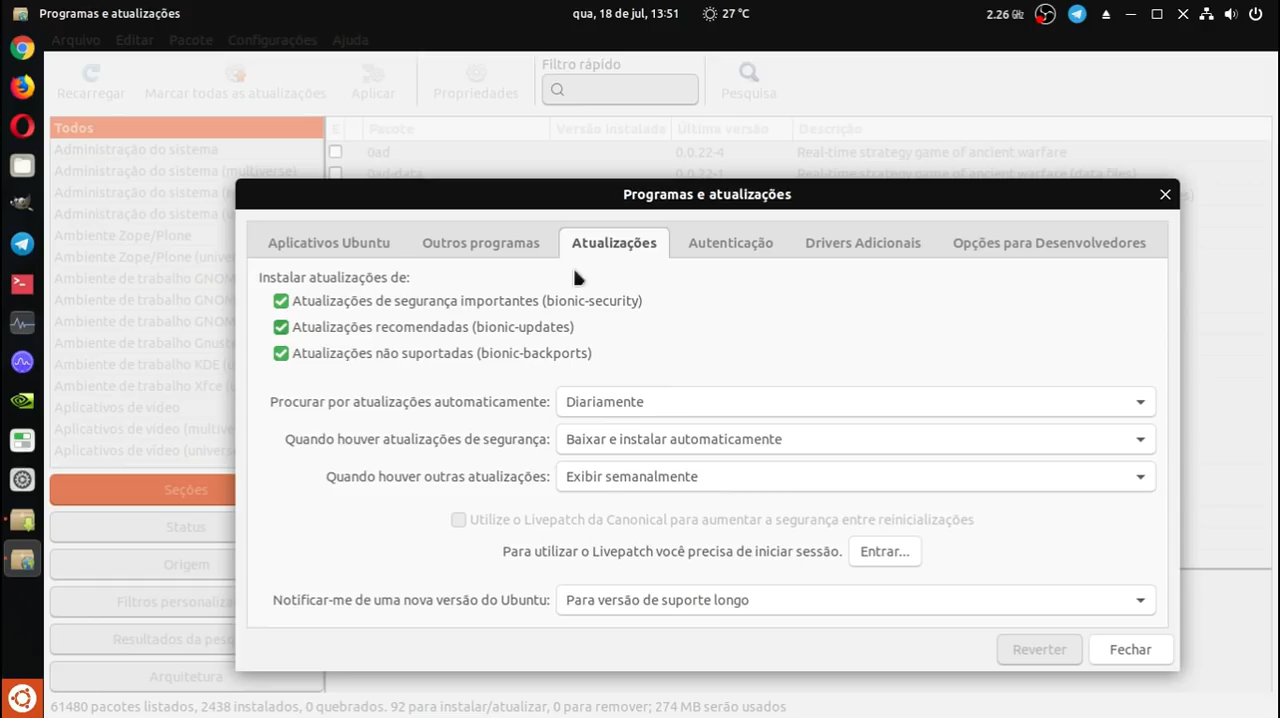 Programas e atualizações
qua, 18 de jul, 13:51
27 °C
2.26 GHz
Arquivo Editar Pacote Configurações Ajuda
Recarregar
Marcar todas as atualizações
Aplicar
Propriedades
Filtro rápido
Pesquisa
Todos
Administração do sistema
Administração do sistema (multiverse)
Administração do sistema
Administração do sistema
Ambiente Zope/Plone
Ambiente Zope/Plone
Ambiente de trabalho GNOM
Ambiente de trabalho GNOM
Ambiente de trabalho GNOM
Ambiente de trabalho Gnust
Ambiente de trabalho KDE
Ambiente de trabalho Xfce
Aplicativos de vídeo
Aplicativos de vídeo
Aplicativos de vídeo
E Pacote Versão instalada Última versão Descrição
0ad 0.0.22-4 Real-time strategy game of ancient warfare
0ad-data 0.0.22-1 Real-time strategy game of ancient warfare (data files)
Programas e atualizações
Aplicativos Ubuntu
Outros programas
Atualizações
Autenticação
Drivers Adicionais
Opções para Desenvolvedores
Instalar atualizações de:
Atualizações de segurança importantes (bionic-security)
Atualizações recomendadas (bionic-updates)
Atualizações não suportadas (bionic-backports)
Procurar por atualizações automaticamente: Diariamente
Quando houver atualizações de segurança: Baixar e instalar automaticamente
Quando houver outras atualizações: Exibir semanalmente
Utilize o Livepatch da Canonical para aumentar a segurança entre reinicializações
Para utilizar o Livepatch você precisa de iniciar sessão. Entrar...
Notificar-me de uma nova versão do Ubuntu: Para versão de suporte longo
Reverter
Fechar
Seções
Status
Origem
Filtros personaliza
Resultados da pesq
Arquitetura
61480 pacotes listados, 2438 instalados, 0 quebrados. 92 para instalar/atualizar, 0 para remover; 274 MB serão usados